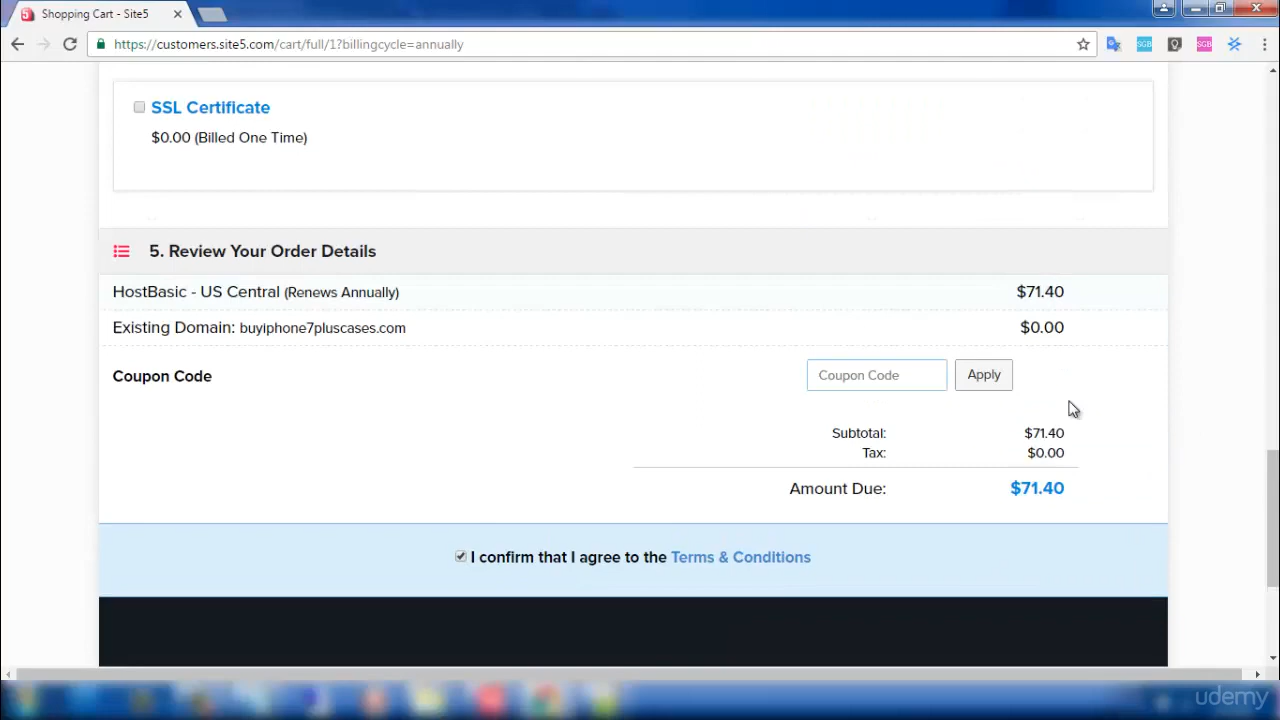 Shopping Cart - Site5
https://customers.site5.com/cart/full/1?billingcycle=annually
SGB
SGB
SSL Certificate
$0.00 (Billed One Time)
5. Review Your Order Details
HostBasic - US Central (Renews Annually) $71.40
Existing Domain: buyiphone7pluscases.com $0.00
Coupon Code Coupon Code Apply
Subtotal: $71.40
Tax: $0.00
Amount Due: $71.40
I confirm that I agree to the Terms & Conditions
udemy